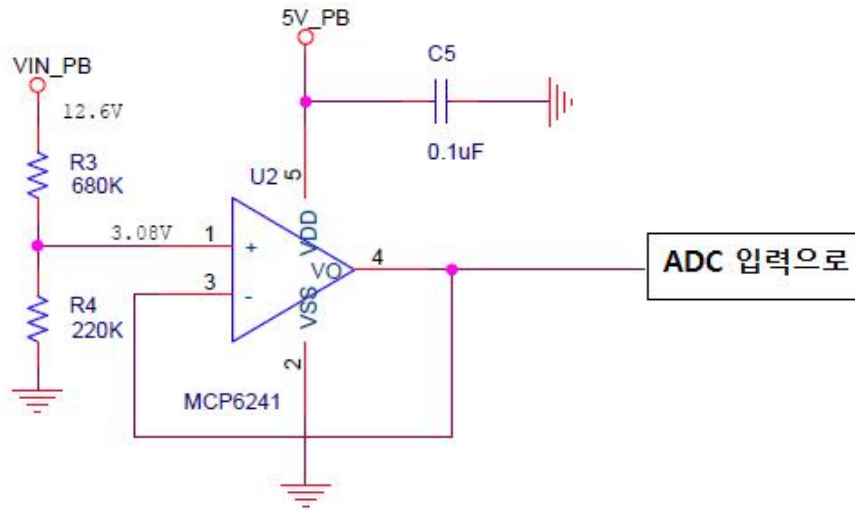 5V_PB
VIN_PB
C5
12.6V
0.1uF
R3
680K
U2
5
3.08V
1
+
VDD
VO
4
ADC 입력으로
3
-
VSS
R4
220K
2
MCP6241